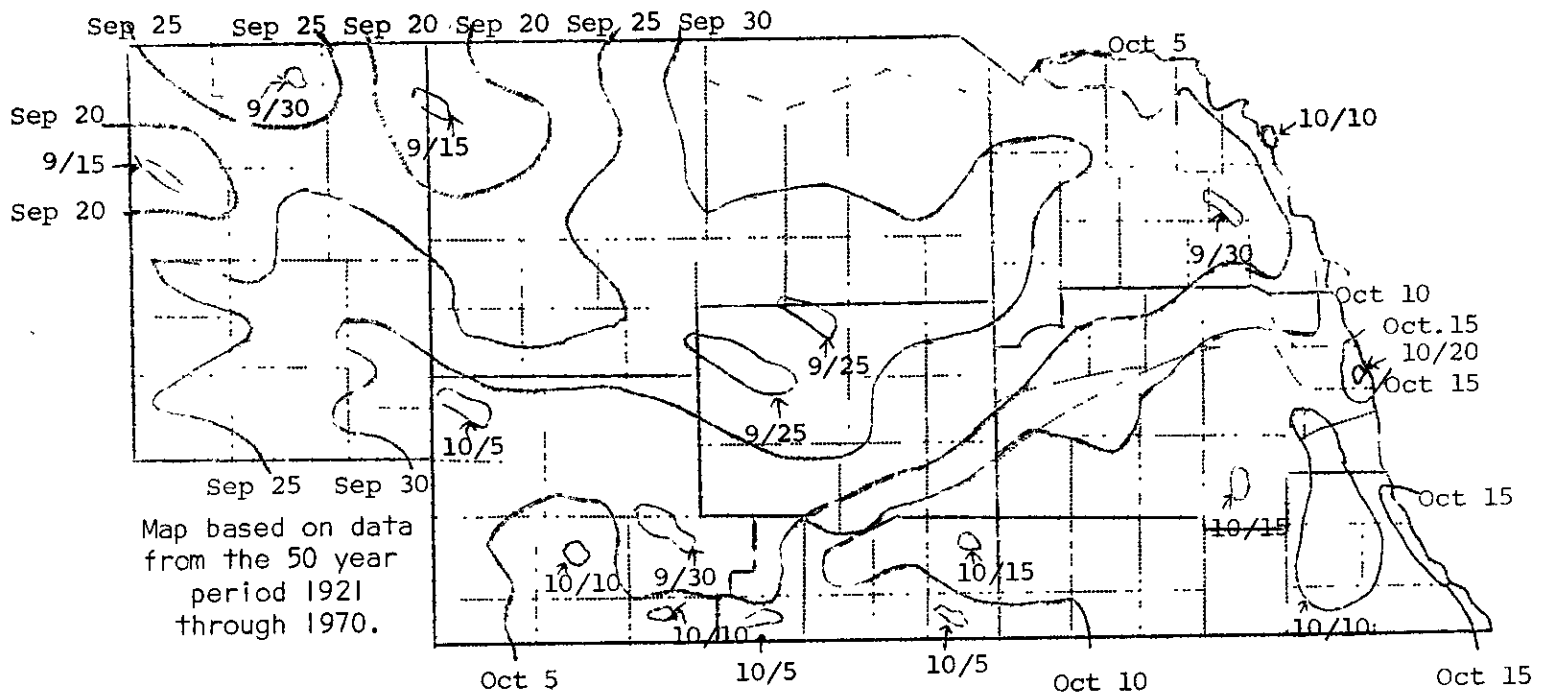 Sep 25 Sep 25 Sep 20 Sep 20 Sep 25 Sep 30
Oct 5
9/30
Sep 20
9/15
10/10
9/15
Sep 20
9/30
Oct 10
Oct.15
10/20
9/25
Oct 15
9/25
10/5
Sep 25 Sep 30
Oct 15
10/15
Map based on data
from the 50 year
period 1921
through 1970.
10/10
9/30
10/15
10/10
10/10
Oct 5
10/5
10/5
Oct 10
Oct 15